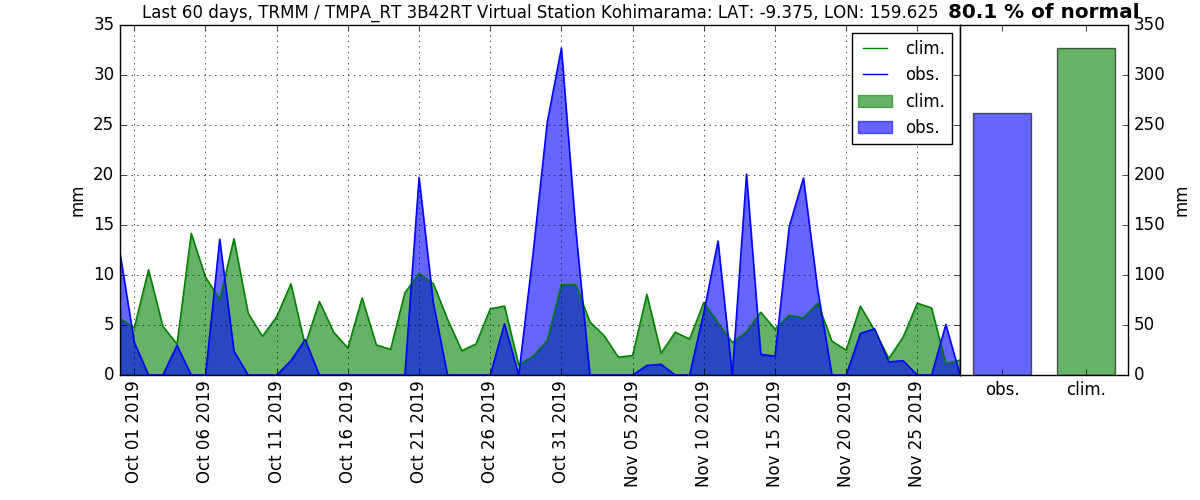 Last 60 days, TRMM / TMPA_RT 3B42RT Virtual Station Kohimarama: LAT: -9.375, LON: 159.625
80.1 % of normal
35
30
25
20
15
10
5
0
mm
clim.
obs.
clim.
obs.
350
300
250
200
150
100
50
0
mm
Oct 01 2019
Oct 06 2019
Oct 11 2019
Oct 16 2019
Oct 21 2019
Oct 26 2019
Oct 31 2019
Nov 05 2019
Nov 10 2019
Nov 15 2019
Nov 20 2019
Nov 25 2019
obs.
clim.